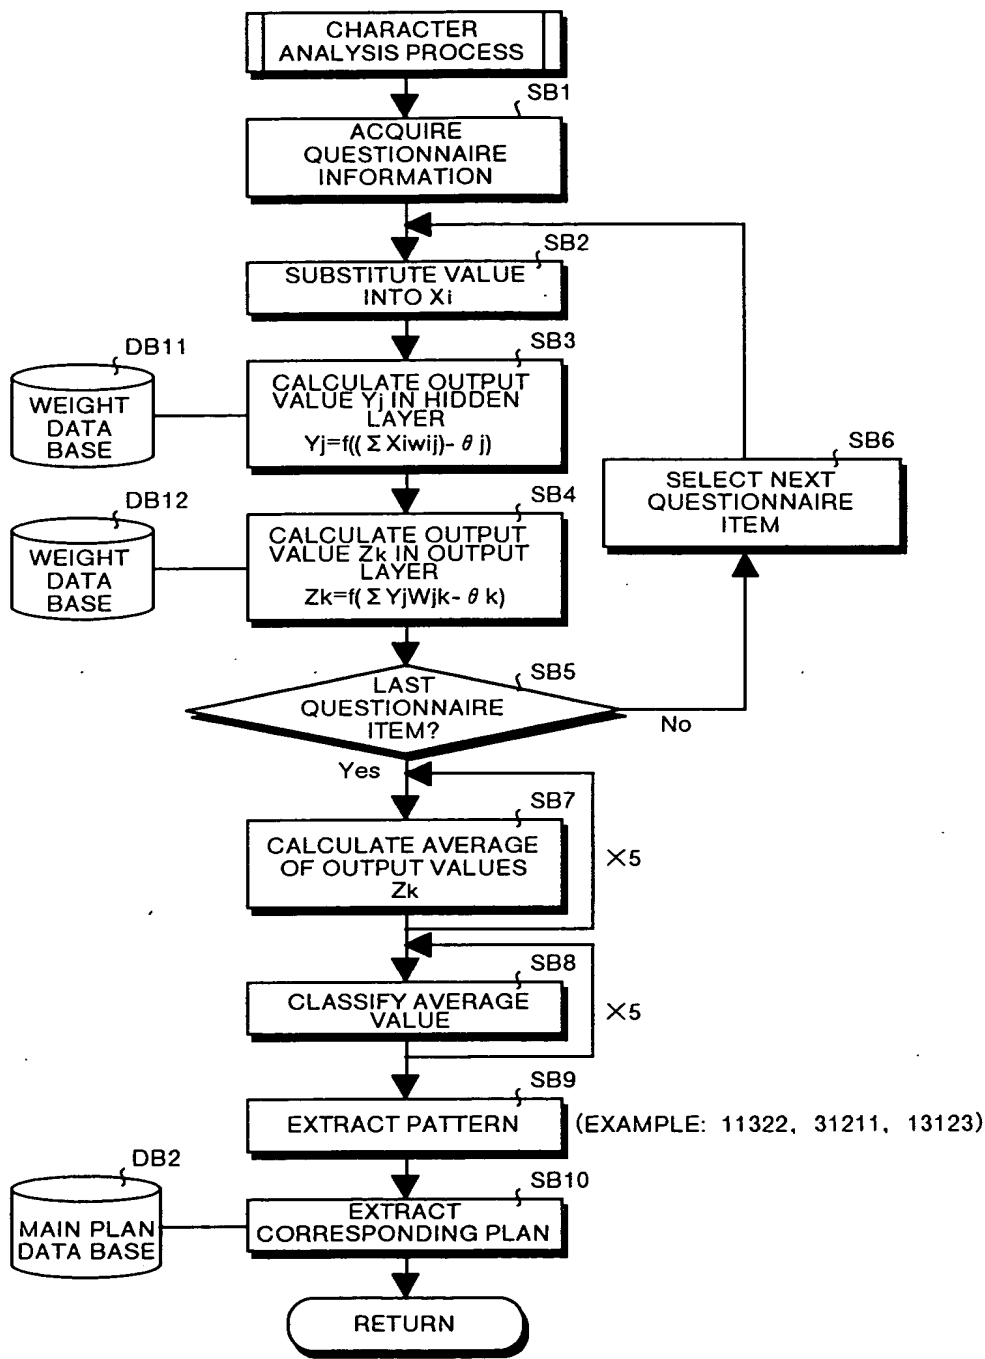 CHARACTER
ANALYSIS PROCESS
SB1
ACQUIRE
QUESTIONNAIRE
INFORMATION
SB2
SUBSTITUTE VALUE
INTO Xi
DB11
WEIGHT
DATA
BASE
SB3
CALCULATE OUTPUT
VALUE Yj IN HIDDEN
LAYER
Yj=f((ΣXiwij)-θj)
SB6
SELECT NEXT
QUESTIONNAIRE
ITEM
DB12
WEIGHT
DATA
BASE
SB4
CALCULATE OUTPUT
VALUE Zk IN OUTPUT
LAYER
Zk=f(ΣYjWjk-θk)
SB5
LAST
QUESTIONNAIRE
ITEM?
No
Yes
SB7
CALCULATE AVERAGE
OF OUTPUT VALUES
Zk
×5
SB8
CLASSIFY AVERAGE
VALUE
×5
SB9
EXTRACT PATTERN
(EXAMPLE: 11322, 31211, 13123)
DB2
MAIN PLAN
DATA BASE
SB10
EXTRACT
CORRESPONDING PLAN
RETURN